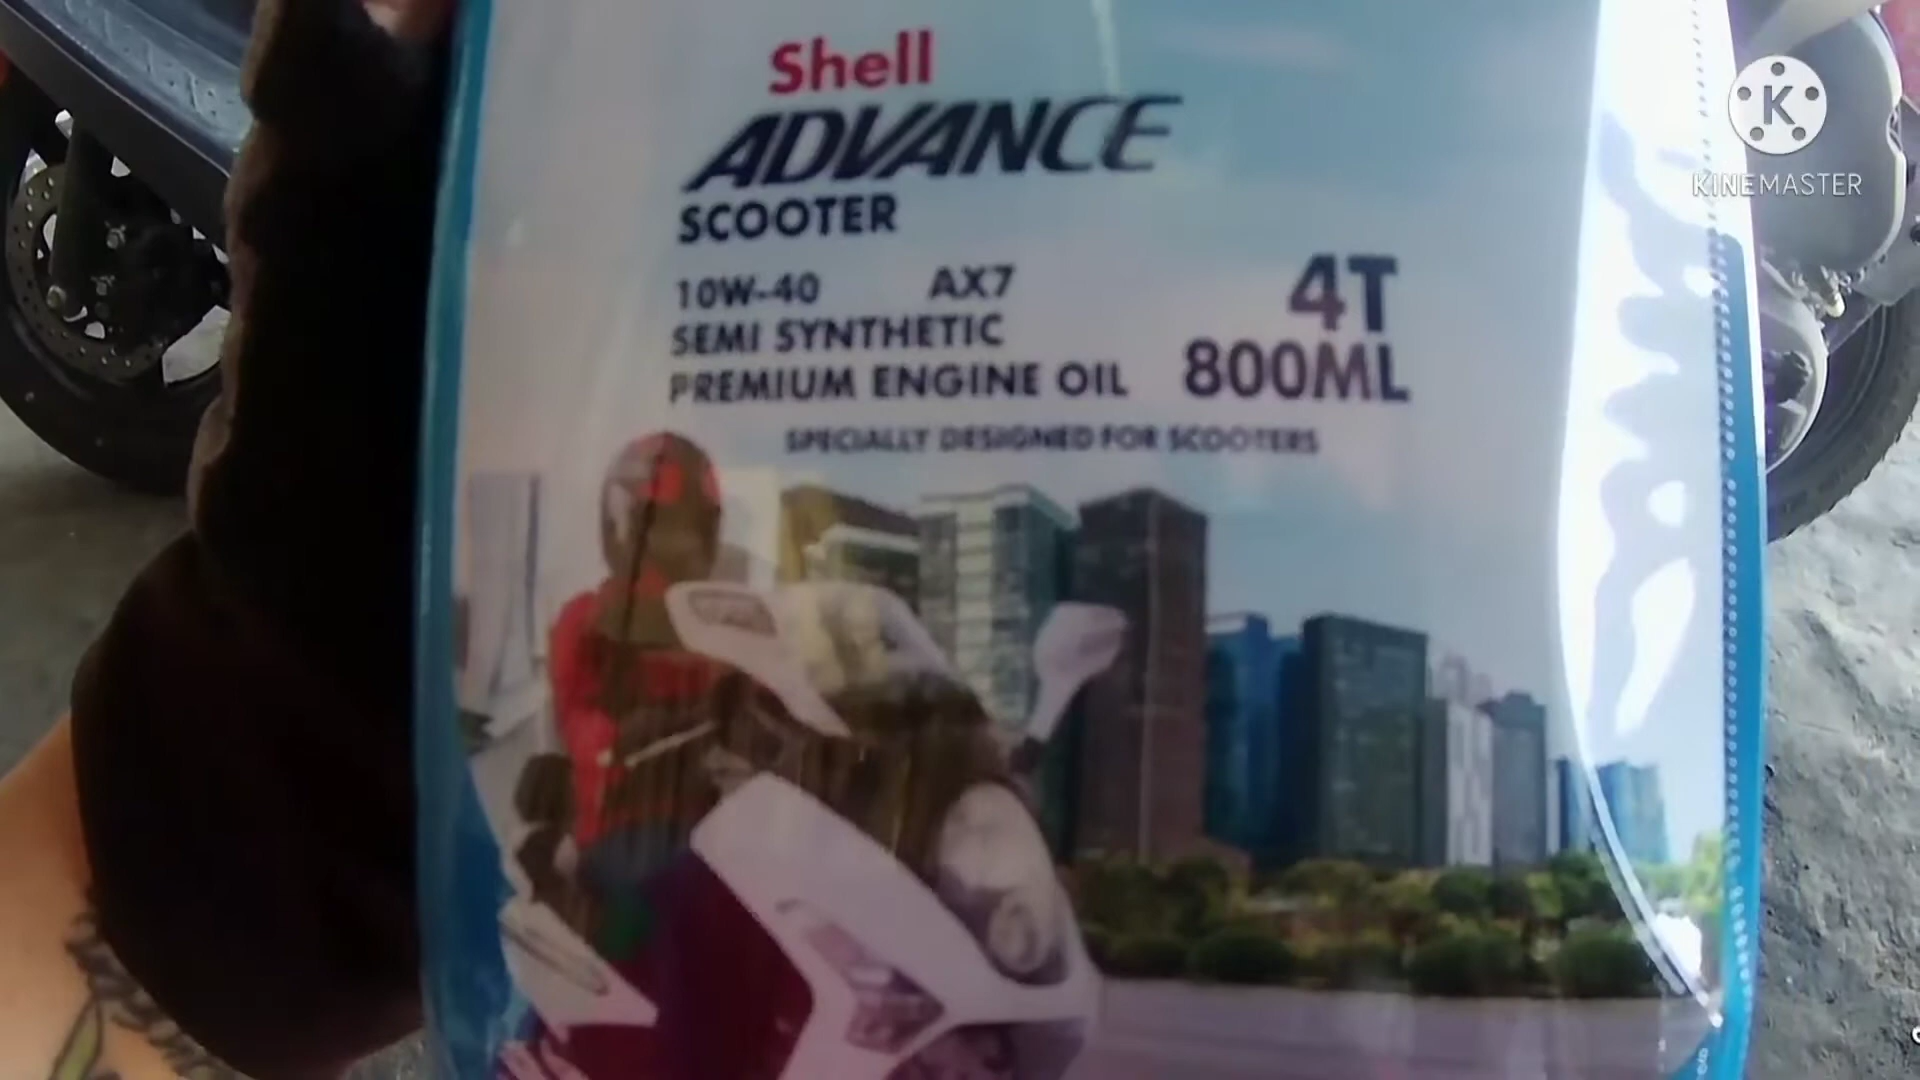 Shell
ADVANCE
SCOOTER
10W-40 AX7
SEMI SYNTHETIC
PREMIUM ENGINE OIL
4T
800ML
SPECIALLY DESIGNED FOR SCOOTERS
K
KINEMASTER